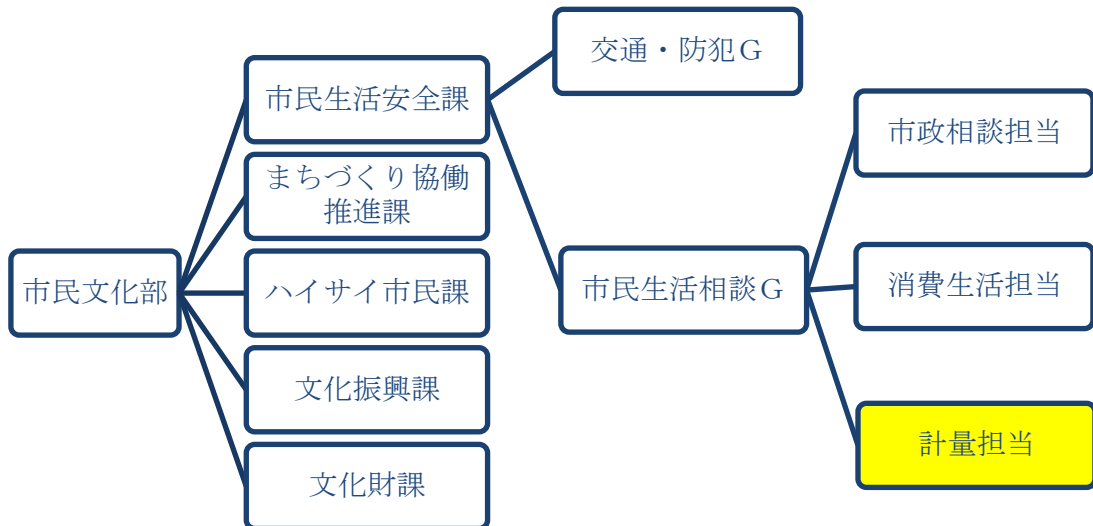 市民文化部
市民生活安全課
まちづくり協働
推進課
ハイサイ市民課
文化振興課
文化財課
交通・防犯Ｇ
市民生活相談Ｇ
市政相談担当
消費生活担当
計量担当